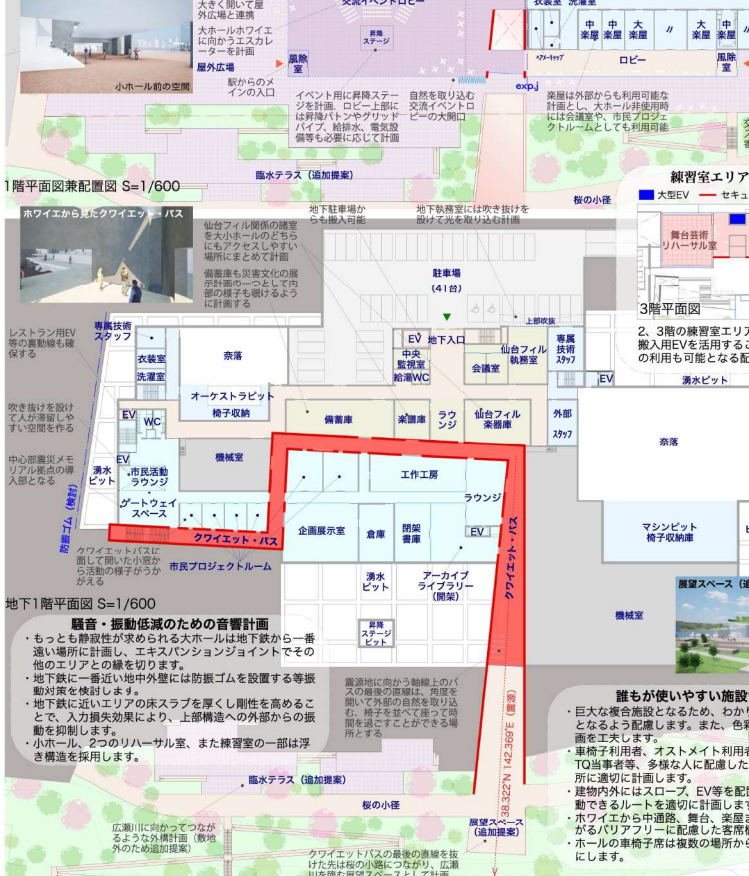 大きく開いて屋
外広場と連携
大ホールホワイエ
に向かうエスカレ
ーターを計画
屋外広場
駅からのメ
インの入口
小ホール前の空間
交流イベントロビー
昇降
ステージ
風除
室
イベント用に昇降ステー
ジを計画、ロビー上部に
は昇降バトンやグリッド
パイプ、給排水、電気設
備等も必要に応じて計画
自然を取り込む
交流イベントロ
ビーの大開口
exp.j
衣装室 洗濯室
中
楽屋
中
楽屋
大
楽屋
〃
大
楽屋
中
楽屋
〃
ヘアメーキャップ
ロビー
風除
室
楽屋は外部からも利用可能な
計画とし、大ホール非使用時
には会議室や、市民プロジェ
クトルームとしても利用可能
臨水テラス（追加提案）
1階平面図兼配置図 S=1/600
桜の小径
ホワイエから見たクワイエット・パス
仙台フィル関係の諸室
を大小ホールのどちら
にもアクセスしやすい
場所にまとめて計画
備蓄庫も災害文化の展
示計画の一つとして内
部の様子も覗けるよう
に計画する
地下駐車場か
らも搬入可能
地下執務室には吹き抜けを
設けて光を取り込む計画
駐車場
（41台）
練習室エリア
大型EV
セキュ
舞台芸術
リハーサル室
3階平面図
2、3階の練習室エリフ
搬入用EVを活用するこ
の利用も可能となる配
レストラン用EV
等の裏動線も確
保する
専属技術
スタッフ
衣装室
洗濯室
奈落
オーケストラピット
椅子収納
EV
地下入口
上部吹抜
中央
監視室
給湯WC
会議室
仙台フィル
執務室
専属
技術
スタッフ
EV
湧水ピット
吹き抜けを設け
て人が滞留しや
すい空間を作る
EV
WC
備蓄庫
楽譜庫
ラウ
ンジ
仙台フィル
楽器庫
外部
スタッフ
奈落
中心部震災メモ
リアル拠点の導
入部となる
湧水
ピット
EV
市民活動
ラウンジ
ゲートウェイ
スペース
機械室
工作工房
ラウンジ
防振ゴム（検討）
クワイエット・パス
企画展示室
倉庫
閉架
書庫
EV
クワイエット・パス
マシンピット
椅子収納庫
クワイエットパスに
面して開いた小窓か
ら活動の様子がうか
がえる
市民プロジェクトルーム
湧水
ピット
アーカイブ
ライブラリー
（開架）
昇降
ステージ
ピット
機械室
展望スペース（追
地下1階平面図 S=1/600
騒音・振動低減のための音響計画
・もっとも静寂性が求められる大ホールは地下鉄から一番
遠い場所に計画し、エキスパンションジョイントでその
他のエリアとの縁を切ります。
・地下鉄に一番近い地中外壁には防振ゴムを設置する等振
動対策を検討します。
・地下鉄に近いエリアの床スラブを厚くし剛性を高めるこ
とで、入力損失効果により、上部構造への外部からの振
動を抑制します。
・小ホール、2つのリハーサル室、また練習室の一部は浮
き構造を採用します。
震源地に向かう軸線上のパ
スの最後の直線は、角度を
開いて外部の自然を取り込
む、椅子を並べて座って時
間を過ごすことができる場
所とする
38.322°N 142.369°E（震源）
誰もが使いやすい施設
・巨大な複合施設となるため、わかり
となるよう配慮します。また、色彩
画を工夫します。
・車椅子利用者、オストメイト利用者
TQ当事者等、多様な人に配慮した
所に適切に計画します。
・建物内外にはスロープ、EV等を配
動できるルートを適切に計画します
・ホワイエから中通路、舞台、楽屋ま
がるバリアフリーに配慮した客席
・ホールの車椅子席は複数の場所から
にします。
臨水テラス（追加提案）
桜の小径
展望スペース
（追加提案）
広瀬川に向かってつなが
るような外構計画（敷地
外のため追加提案）
クワイエットパスの最後の直線を抜
けた先は桜の小路につながり、広瀬
川を臨む展望スペースとして計画